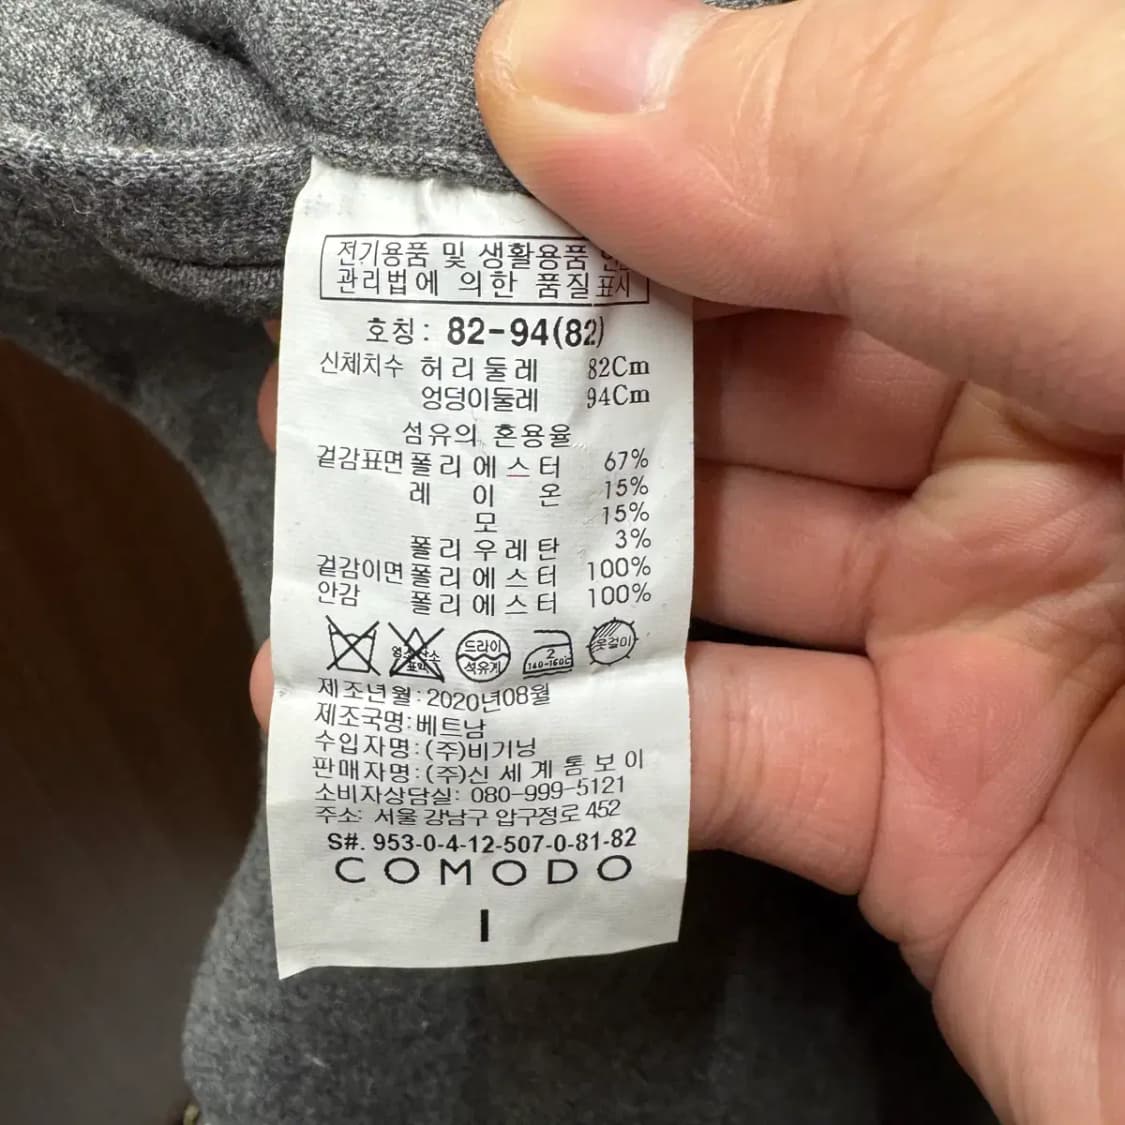 전기용품 및 생활용품
관리법에 의한 품질표시
호칭: 82-94(82)
신체치수 허리둘레 82Cm
엉덩이둘레 94Cm
섬유의 혼용율
겉감표면 폴리에스터 67%
레이온 15%
모 15%
폴리우레탄 3%
겉감이면 폴리에스터 100%
안감 폴리에스터 100%
드라이
석유계
2
140-160℃
옷걸이
제조년월:2020년08월
제조국명:베트남
수입자명:(주)비기닝
판매자명:(주)신세계톰보이
소비자상담실: 080-999-5121
주소: 서울 강남구 압구정로 452
S#. 953-0-4-12-507-0-81-82
COMODO
I